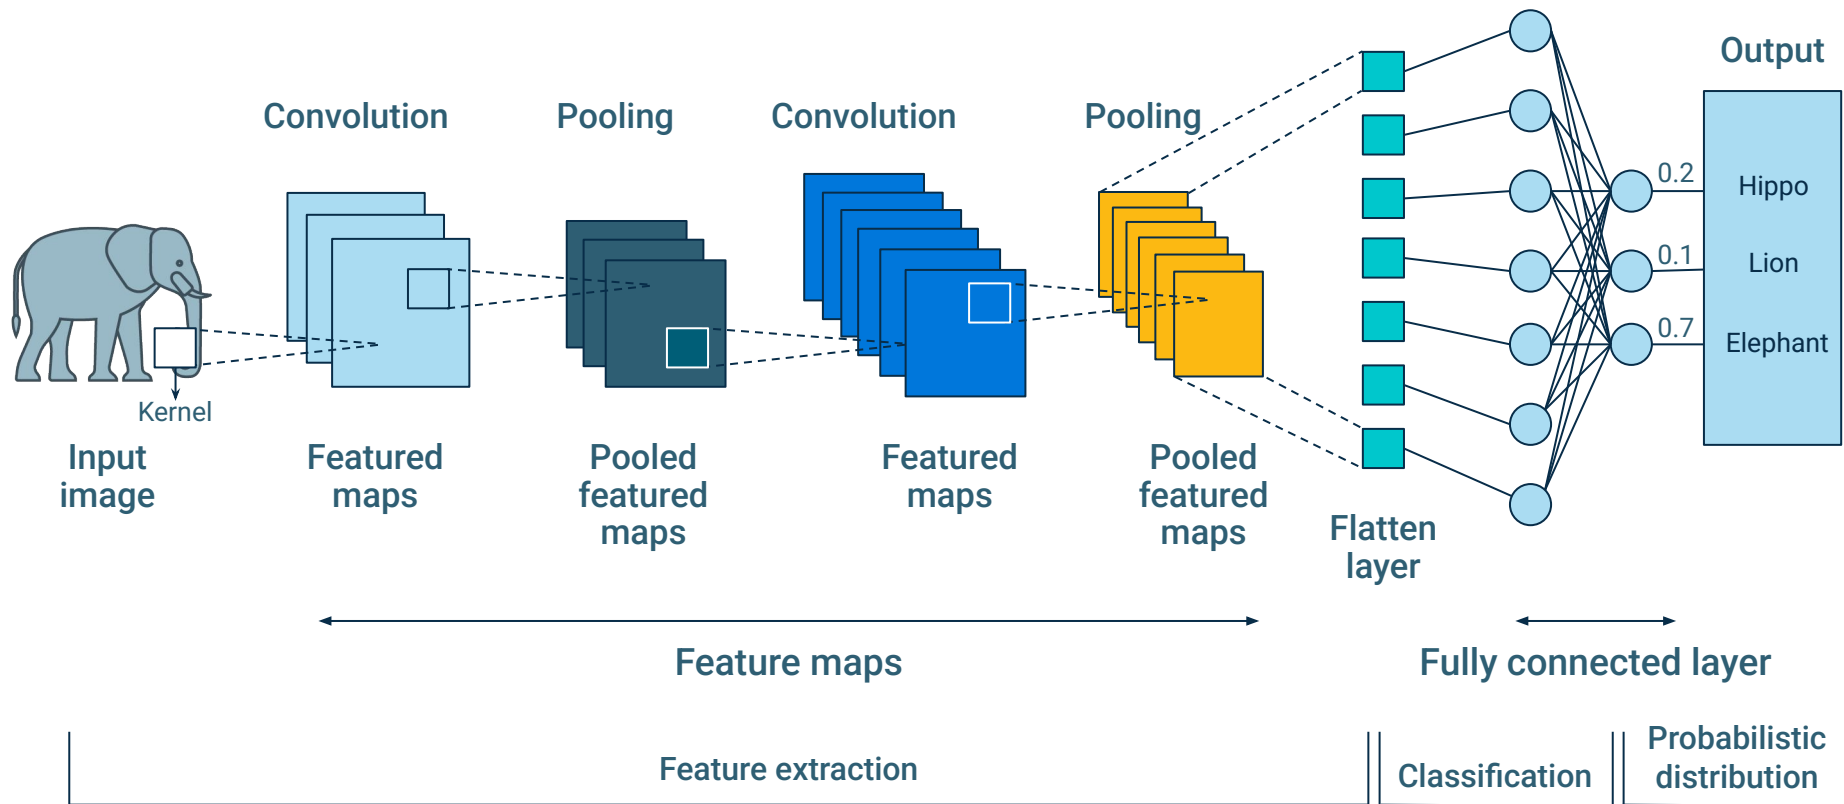 Output
Convolution
Pooling
Convolution
Pooling
0.2
Hippo
0.1
Lion
0.7
Elephant
Kernel
Input
image
Featured
maps
Pooled
featured
maps
Featured
maps
Pooled
featured
maps
Flatten
layer
Feature maps
Fully connected layer
Feature extraction
Classification
Probabilistic
distribution